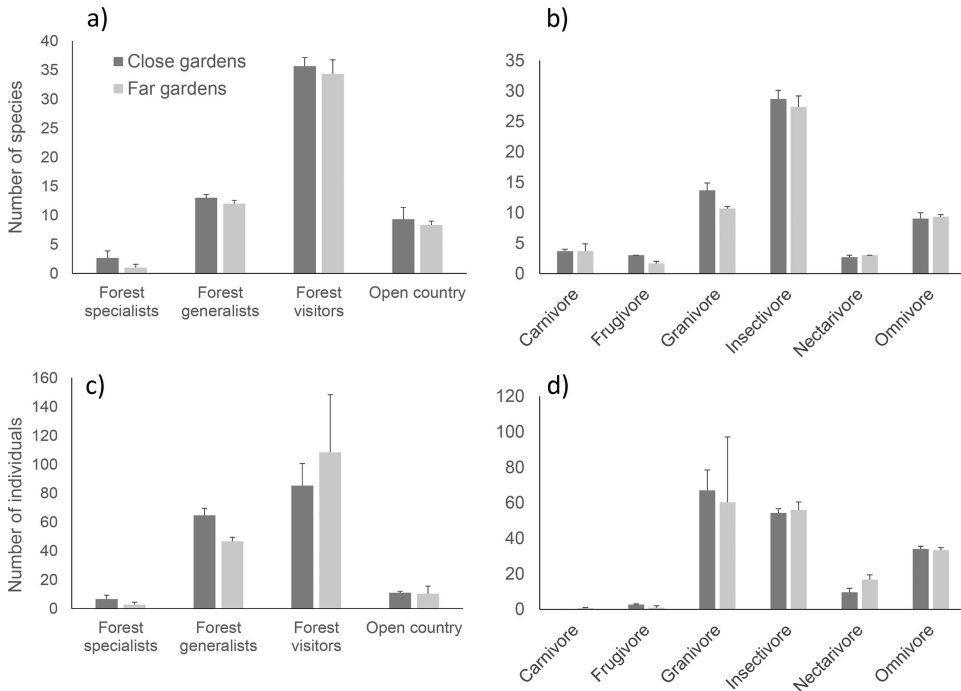 a)
Number of species
40
35
30
25
20
15
10
5
0
Close gardens
Far gardens
Forest
specialists
Forest
generalists
Forest
visitors
Open country
b)
35
30
25
20
15
10
5
0
Carnivore
Frugivore
Granivore
Insectivore
Nectarivore
Omnivore
c)
Number of individuals
160
140
120
100
80
60
40
20
0
Forest
specialists
Forest
generalists
Forest
visitors
Open country
d)
120
100
80
60
40
20
0
Carnivore
Frugivore
Granivore
Insectivore
Nectarivore
Omnivore